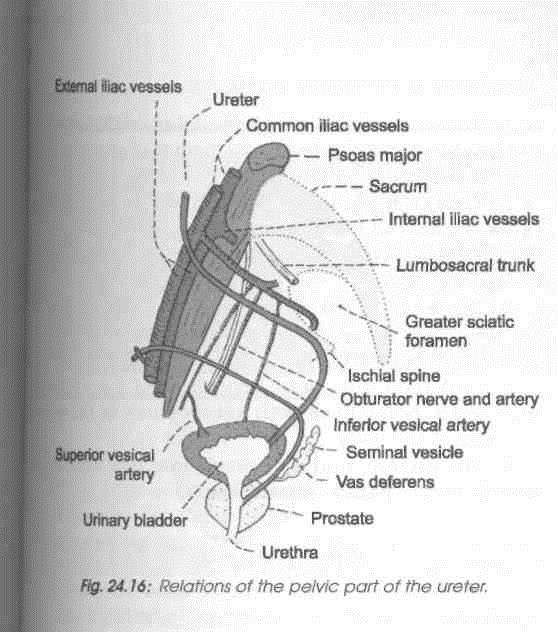 External iliac vessels
Ureter
Common iliac vessels
Psoas major
Sacrum
Internal iliac vessels
Lumbosacral trunk
Greater sciatic
foramen
Ischial spine
Obturator nerve and artery
Inferior vesical artery
Superior vesical
artery
Seminal vesicle
Vas deferens
Urinary bladder
Prostate
Urethra
Fig. 24.16: Relations of the pelvic part of the ureter.